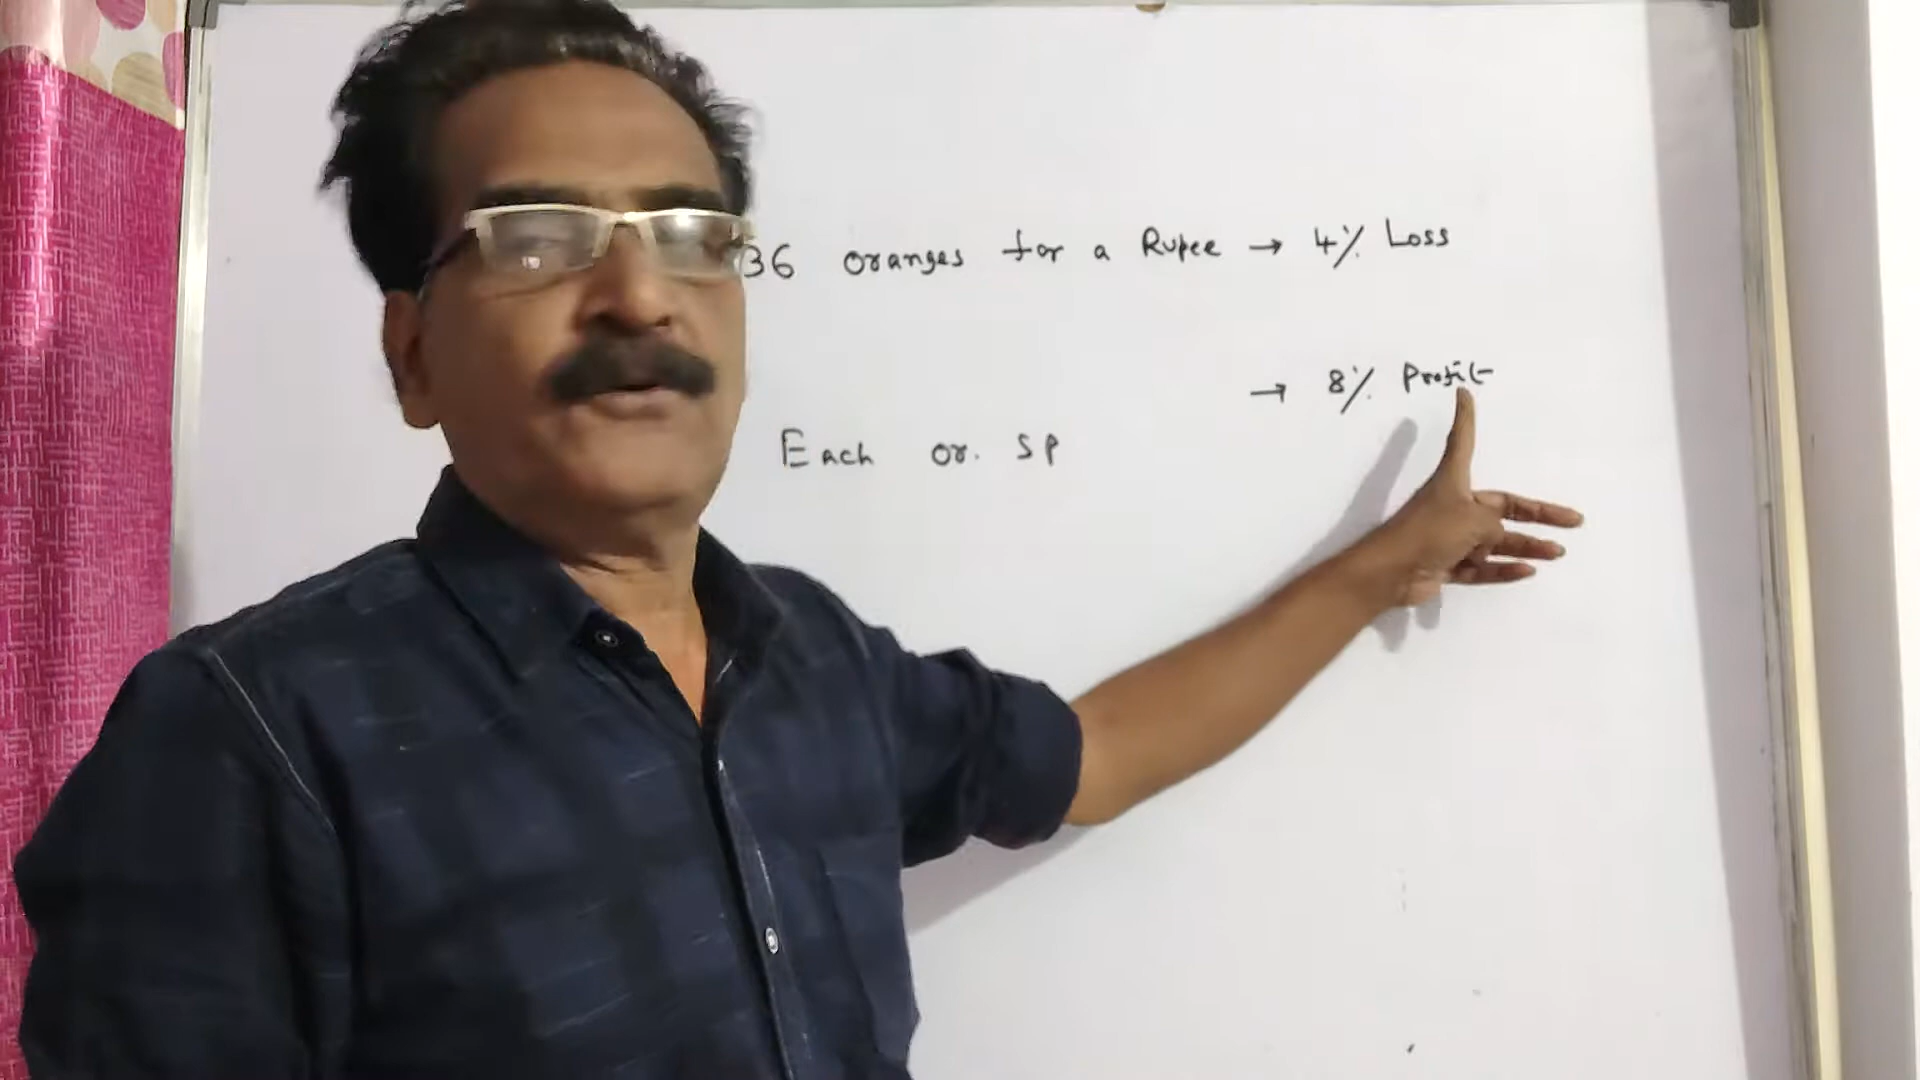 36 oranges for a Rupee → 4% Loss
→ 8% Profit
Each or. SP